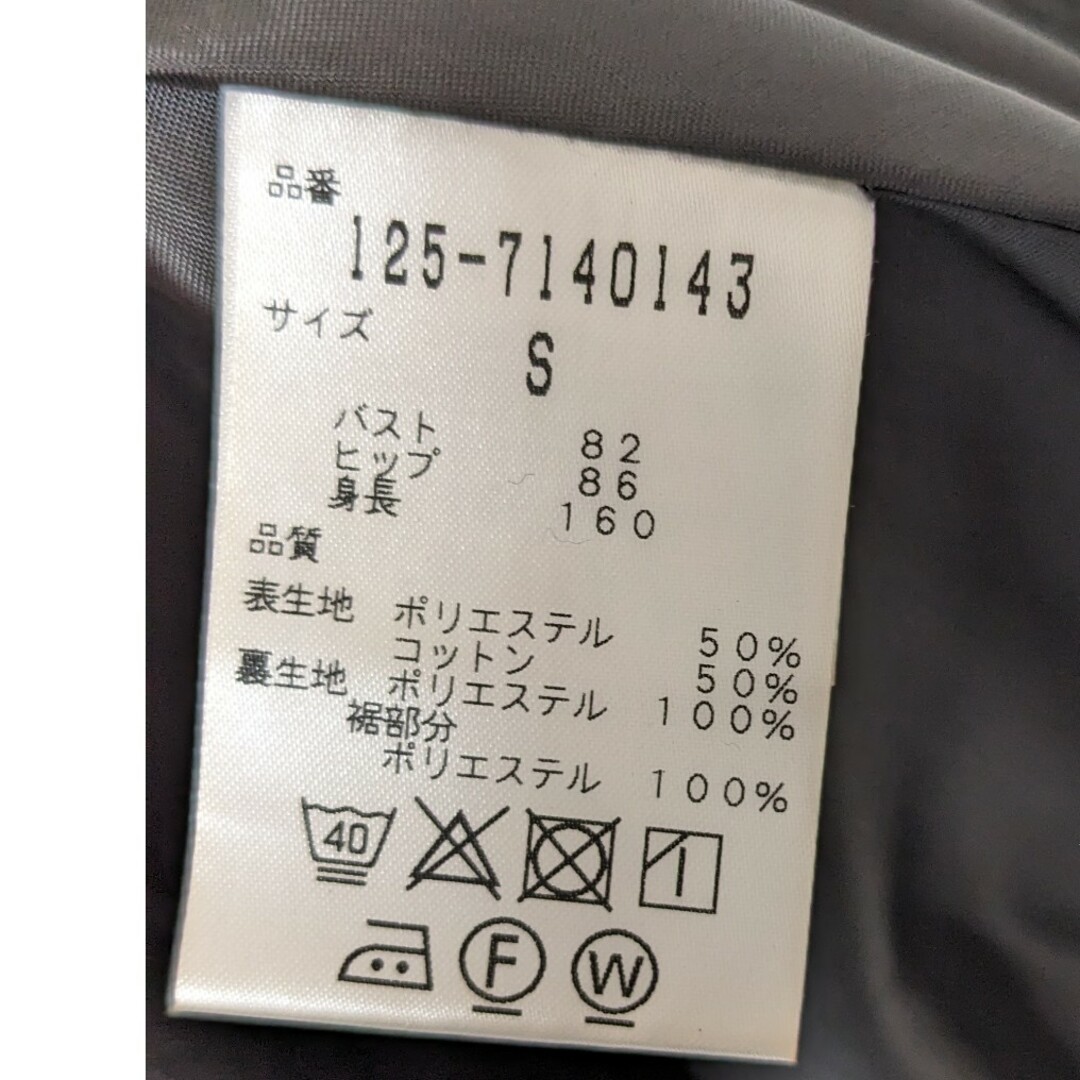 品番
125-7140143
サイズ
S
バスト 82
ヒップ 86
身長 160
品質
表生地 ポリエステル 50%
コットン 50%
裏生地 ポリエステル 100%
裾部分
ポリエステル 100%
40
F W